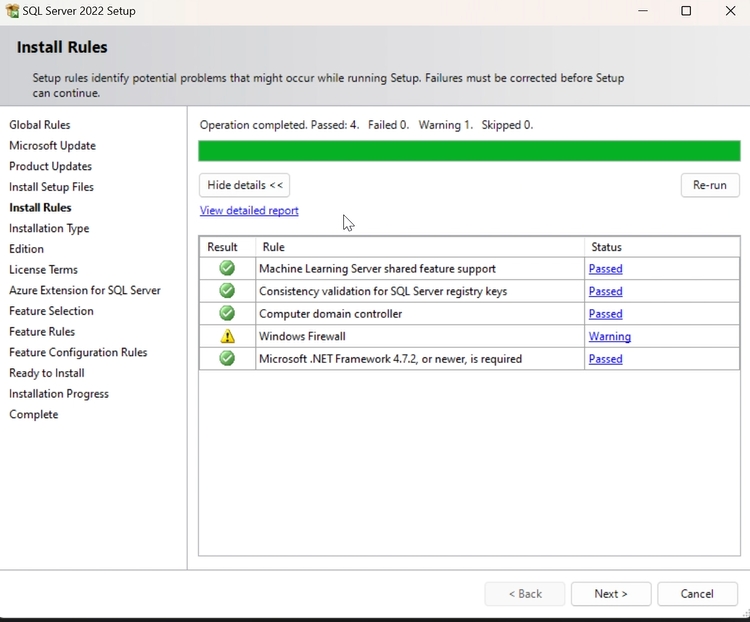 SQL Server 2022 Setup
Install Rules
Setup rules identify potential problems that might occur while running Setup. Failures must be corrected before Setup
can continue.
Global Rules
Microsoft Update
Product Updates
Install Setup Files
Install Rules
Installation Type
Edition
License Terms
Azure Extension for SQL Server
Feature Selection
Feature Rules
Feature Configuration Rules
Ready to Install
Installation Progress
Complete
Operation completed. Passed: 4. Failed 0. Warning 1. Skipped 0.
Hide details << Re-run
View detailed report
Result Rule Status
Machine Learning Server shared feature support Passed
Consistency validation for SQL Server registry keys Passed
Computer domain controller Passed
Windows Firewall Warning
Microsoft .NET Framework 4.7.2, or newer, is required Passed
< Back Next > Cancel